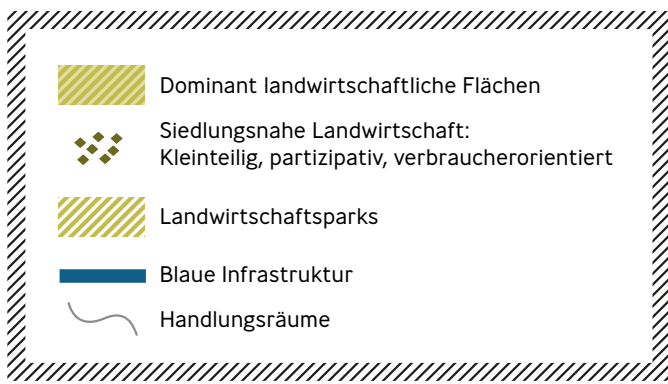 Dominant landwirtschaftliche Flächen
Siedlungsnahe Landwirtschaft:
Kleinteilig, partizipativ, verbraucherorientiert
Landwirtschaftsparks
Blaue Infrastruktur
Handlungsräume